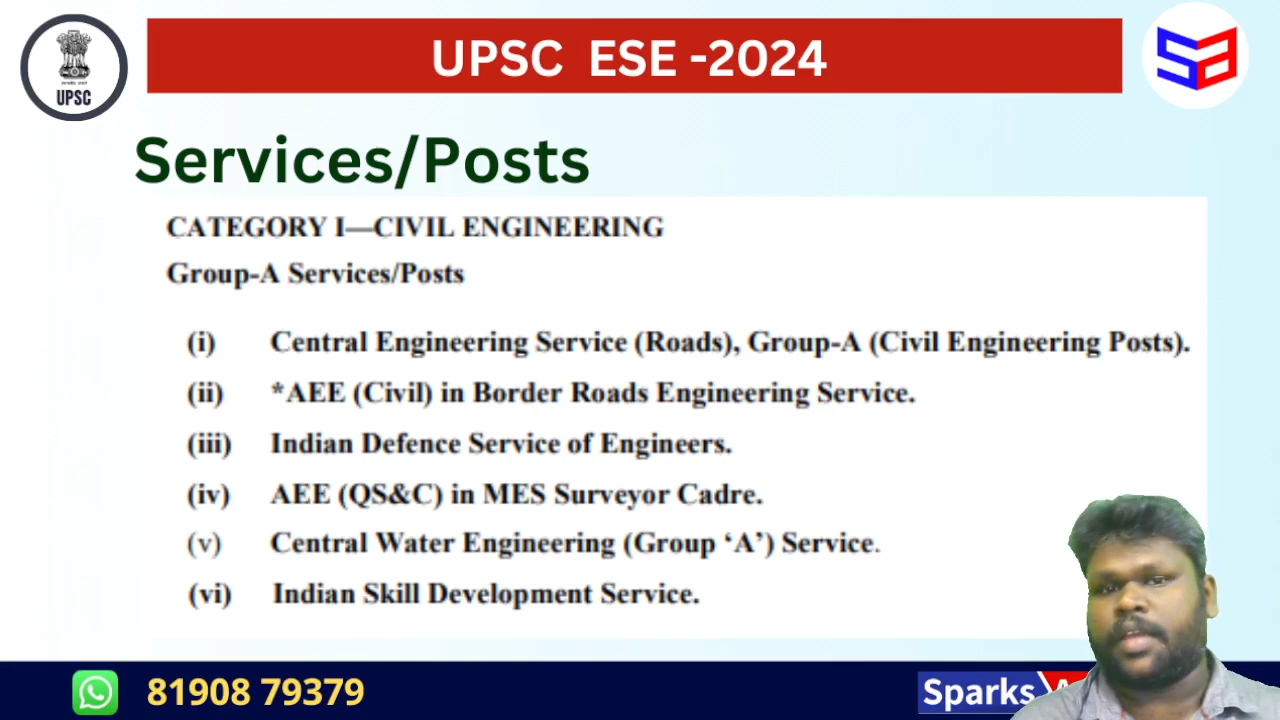 UPSC ESE -2024
UPSC
Services/Posts
CATEGORY I—CIVIL ENGINEERING
Group-A Services/Posts
(i) Central Engineering Service (Roads), Group-A (Civil Engineering Posts).
(ii) *AEE (Civil) in Border Roads Engineering Service.
(iii) Indian Defence Service of Engineers.
(iv) AEE (QS&C) in MES Surveyor Cadre.
(v) Central Water Engineering (Group ‘A’) Service.
(vi) Indian Skill Development Service.
81908 79379
Sparks